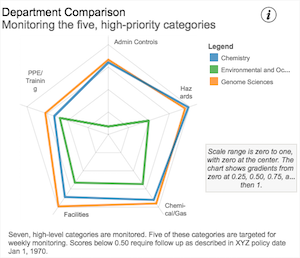 Department Comparison
Monitoring the five, high-priority categories
i
Admin Controls
Legend
Chemistry
Environmental and Oc...
Genome Sciences
PPE/
Trainin
g
Haz
ards
Scale range is zero to one,
with zero at the center. The
chart shows gradients from
zero at 0.25, 0.50, 0.75, a...
then 1.
Facilities
Chemi-
cal/Gas
Seven, high-level categories are monitored. Five of these categories are targeted for
weekly monitoring. Scores below 0.50 require follow up as described in XYZ policy date
Jan 1, 1970.